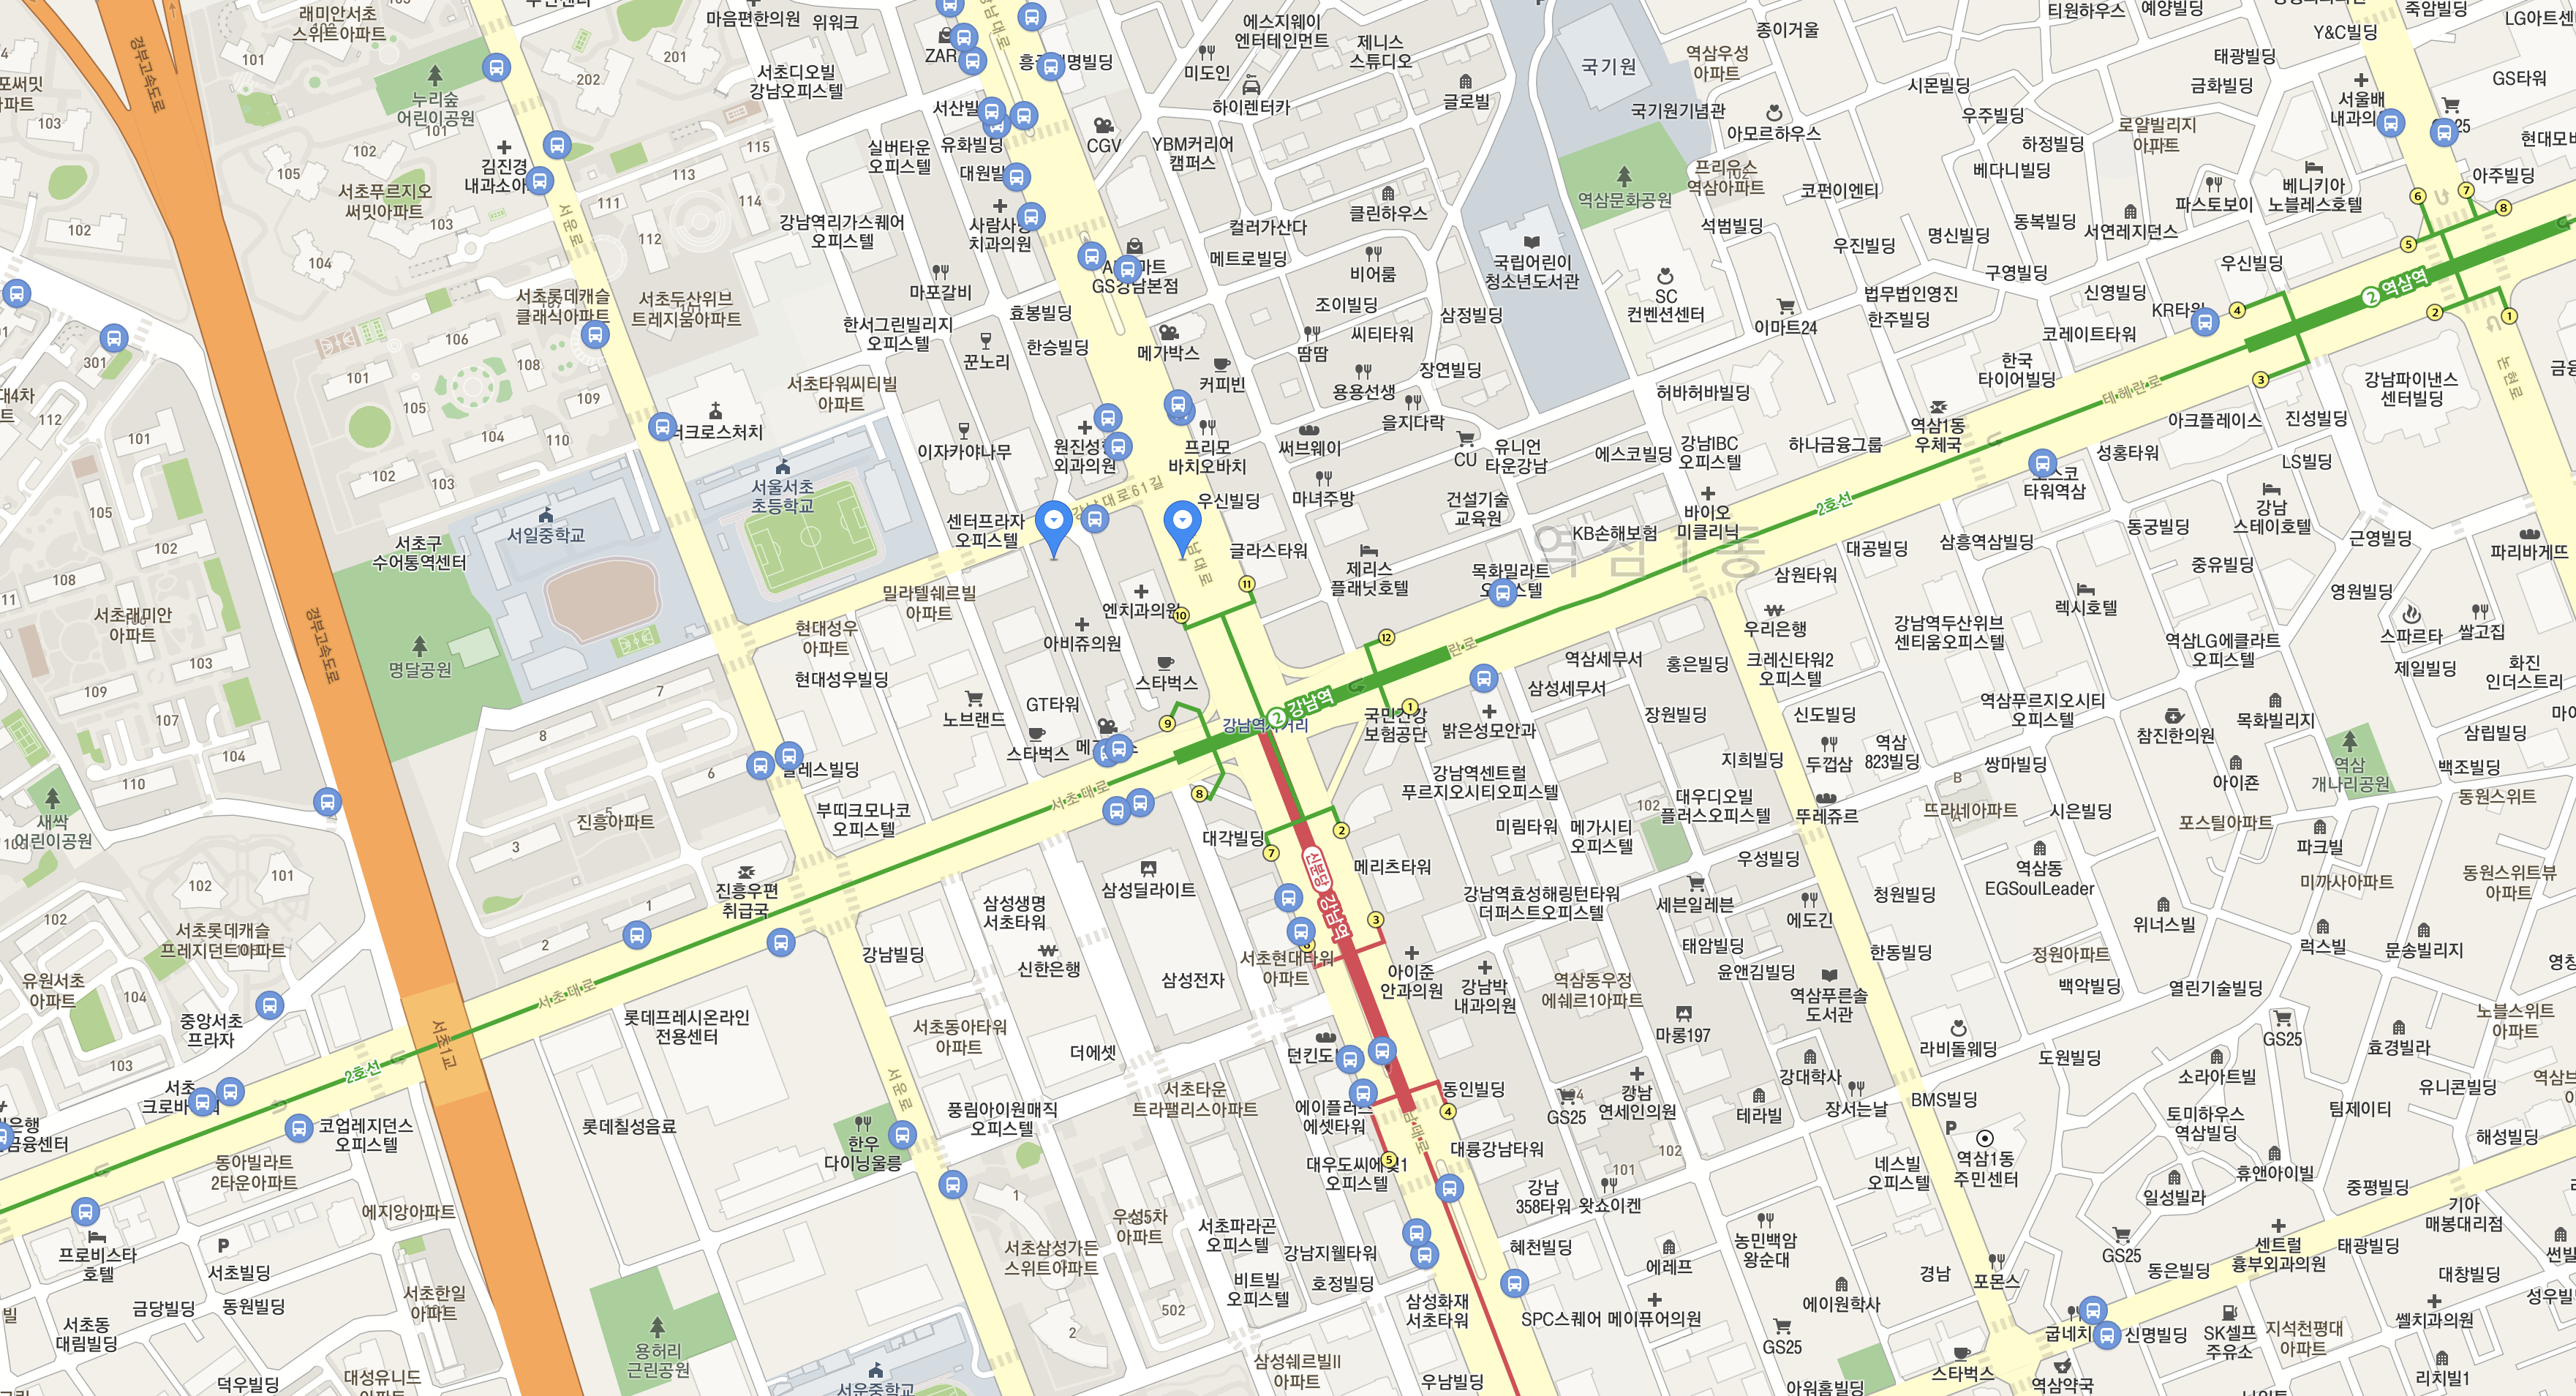 래미안서초
스위트아파트
마음편한의원
위워크
에스지웨이
엔터테인먼트
제니스
스튜디오
종이거울
티원하우스
예양빌딩
죽암빌딩
Y&C빌딩
태광빌딩
경부고속도로
누리숲
어린이공원
201
202
서초디오빌
강남오피스텔
미도인
하이렌터카
글로빌
국기원
역삼우성
아파트
국기원기념관
시몬빌딩
금화빌딩
GS타워
101
103
102
105
김진경
실버타운
오피스텔
유화빌딩
CGV
YBM커리어
캠퍼스
아모르하우스
우주빌딩
하정빌딩
로얄빌리지
아파트
서초푸르지오
써밋아파트
115
113
114
111
112
103
104
102
서운로
강남역리가스퀘어
오피스텔
치과의원
컬러가산다
클린하우스
역삼문화공원
프리우스
역삼아파트
코펀이엔티
베다니빌딩
파스토보이
베니키아
노블레스호텔
아주빌딩
석범빌딩
우진빌딩
명신빌딩
동복빌딩
서연레지던스
우신빌딩
구영빌딩
마포갈비
메트로빌딩
비어룸
국립어린이
청소년도서관
SC
컨벤션센터
이마트24
법무법인영진
한주빌딩
신영빌딩
코레이트타워
2 역삼역
서초롯데캐슬
클래식아파트
서초두산위브
트레지움아파트
301
106
108
101
105
104
110
109
102
103
한서그린빌리지
오피스텔
효봉빌딩
한승빌딩
꾼노리
메가박스
커피빈
조이빌딩
씨티타워
땀땀
삼정빌딩
장연빌딩
용용선생
을지다락
서초타워씨티빌
아파트
허바허바빌딩
한국
타이어빌딩
강남파이낸스
센터빌딩
테헤란로
논현로
아크플레이스
진성빌딩
역삼1동
우체국
이자카야나무
외과의원
프리모
바치오바치
써브웨이
CU
유니언
타운강남
에스코빌딩
강남IBC
오피스텔
하나금융그룹
성홍타워
LS빌딩
타워역삼
서울서초
초등학교
서일중학교
서초구
수어통역센터
강남대로61길
센터프라자
오피스텔
우신빌딩
마녀주방
건설기술
교육원
바이오
미클리닉
KB손해보험
2호선
강남
스테이호텔
동궁빌딩
근영빌딩
파리바게뜨
역삼1동
글라스타워
제리스
플래닛호텔
목화밀라트
대공빌딩
삼흥역삼빌딩
중유빌딩
삼원타워
영원빌딩
서초래미안
아파트
밀라텔쉐르빌
아파트
엔치과의원
아비쥬의원
현대성우
아파트
현대성우빌딩
명달공원
우리은행
강남역두산위브
센티움오피스텔
렉시호텔
역삼LG에클라트
오피스텔
스파르타
쌀고집
제일빌딩
화진
인더스트리
스타벅스
GT타워
노브랜드
스타벅스
2 강남역
역삼세무서
홍은빌딩
크레신타워2
오피스텔
삼성세무서
장원빌딩
신도빌딩
역삼푸르지오시티
오피스텔
목화빌리지
참진한의원
보험공단
밝은성모안과
지희빌딩
두껍삼
역삼
823빌딩
쌍마빌딩
아이죤
역삼
개나리공원
삼립빌딩
백조빌딩
동원스위트
서초대로
부띠크모나코
오피스텔
강남역센트럴
푸르지오시티오피스텔
대우디오빌
플러스오피스텔
뚜레쥬르
뜨라네아파트
시은빌딩
포스틸아파트
파크빌
새싹
어린이공원
진흥아파트
대각빌딩
미림타워
메가시티
오피스텔
우성빌딩
역삼동
EGSoulLeader
미까사아파트
동원스위트뷰
아파트
진흥우편
취급국
삼성생명
서초타워
삼성딜라이트
메리츠타워
신분당 강남역
강남역효성해링턴타워
더퍼스트오피스텔
세븐일레븐
에도긴
청원빌딩
위너스빌
럭스빌
문송빌리지
서초롯데캐슬
프레지던트아파트
유원서초
아파트
강남빌딩
신한은행
삼성전자
서초현대타워
아파트
아이준
안과의원
강남박
내과의원
역삼동우정
에쉐르1아파트
태암빌딩
윤앤김빌딩
한동빌딩
정원아파트
백악빌딩
열린기술빌딩
역삼푸른솔
도서관
중앙서초
프라자
롯데프레시온라인
전용센터
서초동아타워
아파트
더에셋
마롱197
라비돌웨딩
도원빌딩
GS25
효경빌라
노블스위트
아파트
서초대로
서초1교
2호선
서초타운
트라팰리스아파트
동인빌딩
GS25
강남
연세인의원
강대학사
테라빌
장서는날
BMS빌딩
소라아트빌
유니콘빌딩
팀제이티
토미하우스
역삼빌딩
해성빌딩
코업레지던스
오피스텔
롯데칠성음료
풍림아이원매직
오피스텔
한우
다이닝울릉
에이플러스
에셋타워
대륭강남타워
오피스텔
네스빌
오피스텔
역삼1동
주민센터
휴앤아이빌
일성빌라
중평빌딩
동아빌라트
2타운아파트
에지앙아파트
서운로
강남
358타워
왓쇼이켄
기아
매봉대리점
프로비스타
호텔
서초빌딩
우성5차
아파트
서초파라곤
오피스텔
강남지웰타워
혜천빌딩
에레프
농민백암
왕순대
GS25
센트럴
흉부외과의원
태광빌딩
서초삼성가든
스위트아파트
비트빌
오피스텔
호정빌딩
경남
포몬스
동은빌딩
대창빌딩
금당빌딩
동원빌딩
서초한일
아파트
서초동
대림빌딩
502
삼성화재
서초타워
SPC스퀘어
메이퓨어의원
에이원학사
GS25
신명빌딩
SK셀프
주유소
지석천평대
아파트
쎌치과의원
용허리
근린공원
삼성쉐르빌II
아파트
스타벅스
역삼약국
리치빌1
덕우빌딩
대성유니드
서운중학교
우남빌딩
아워홈빌딩